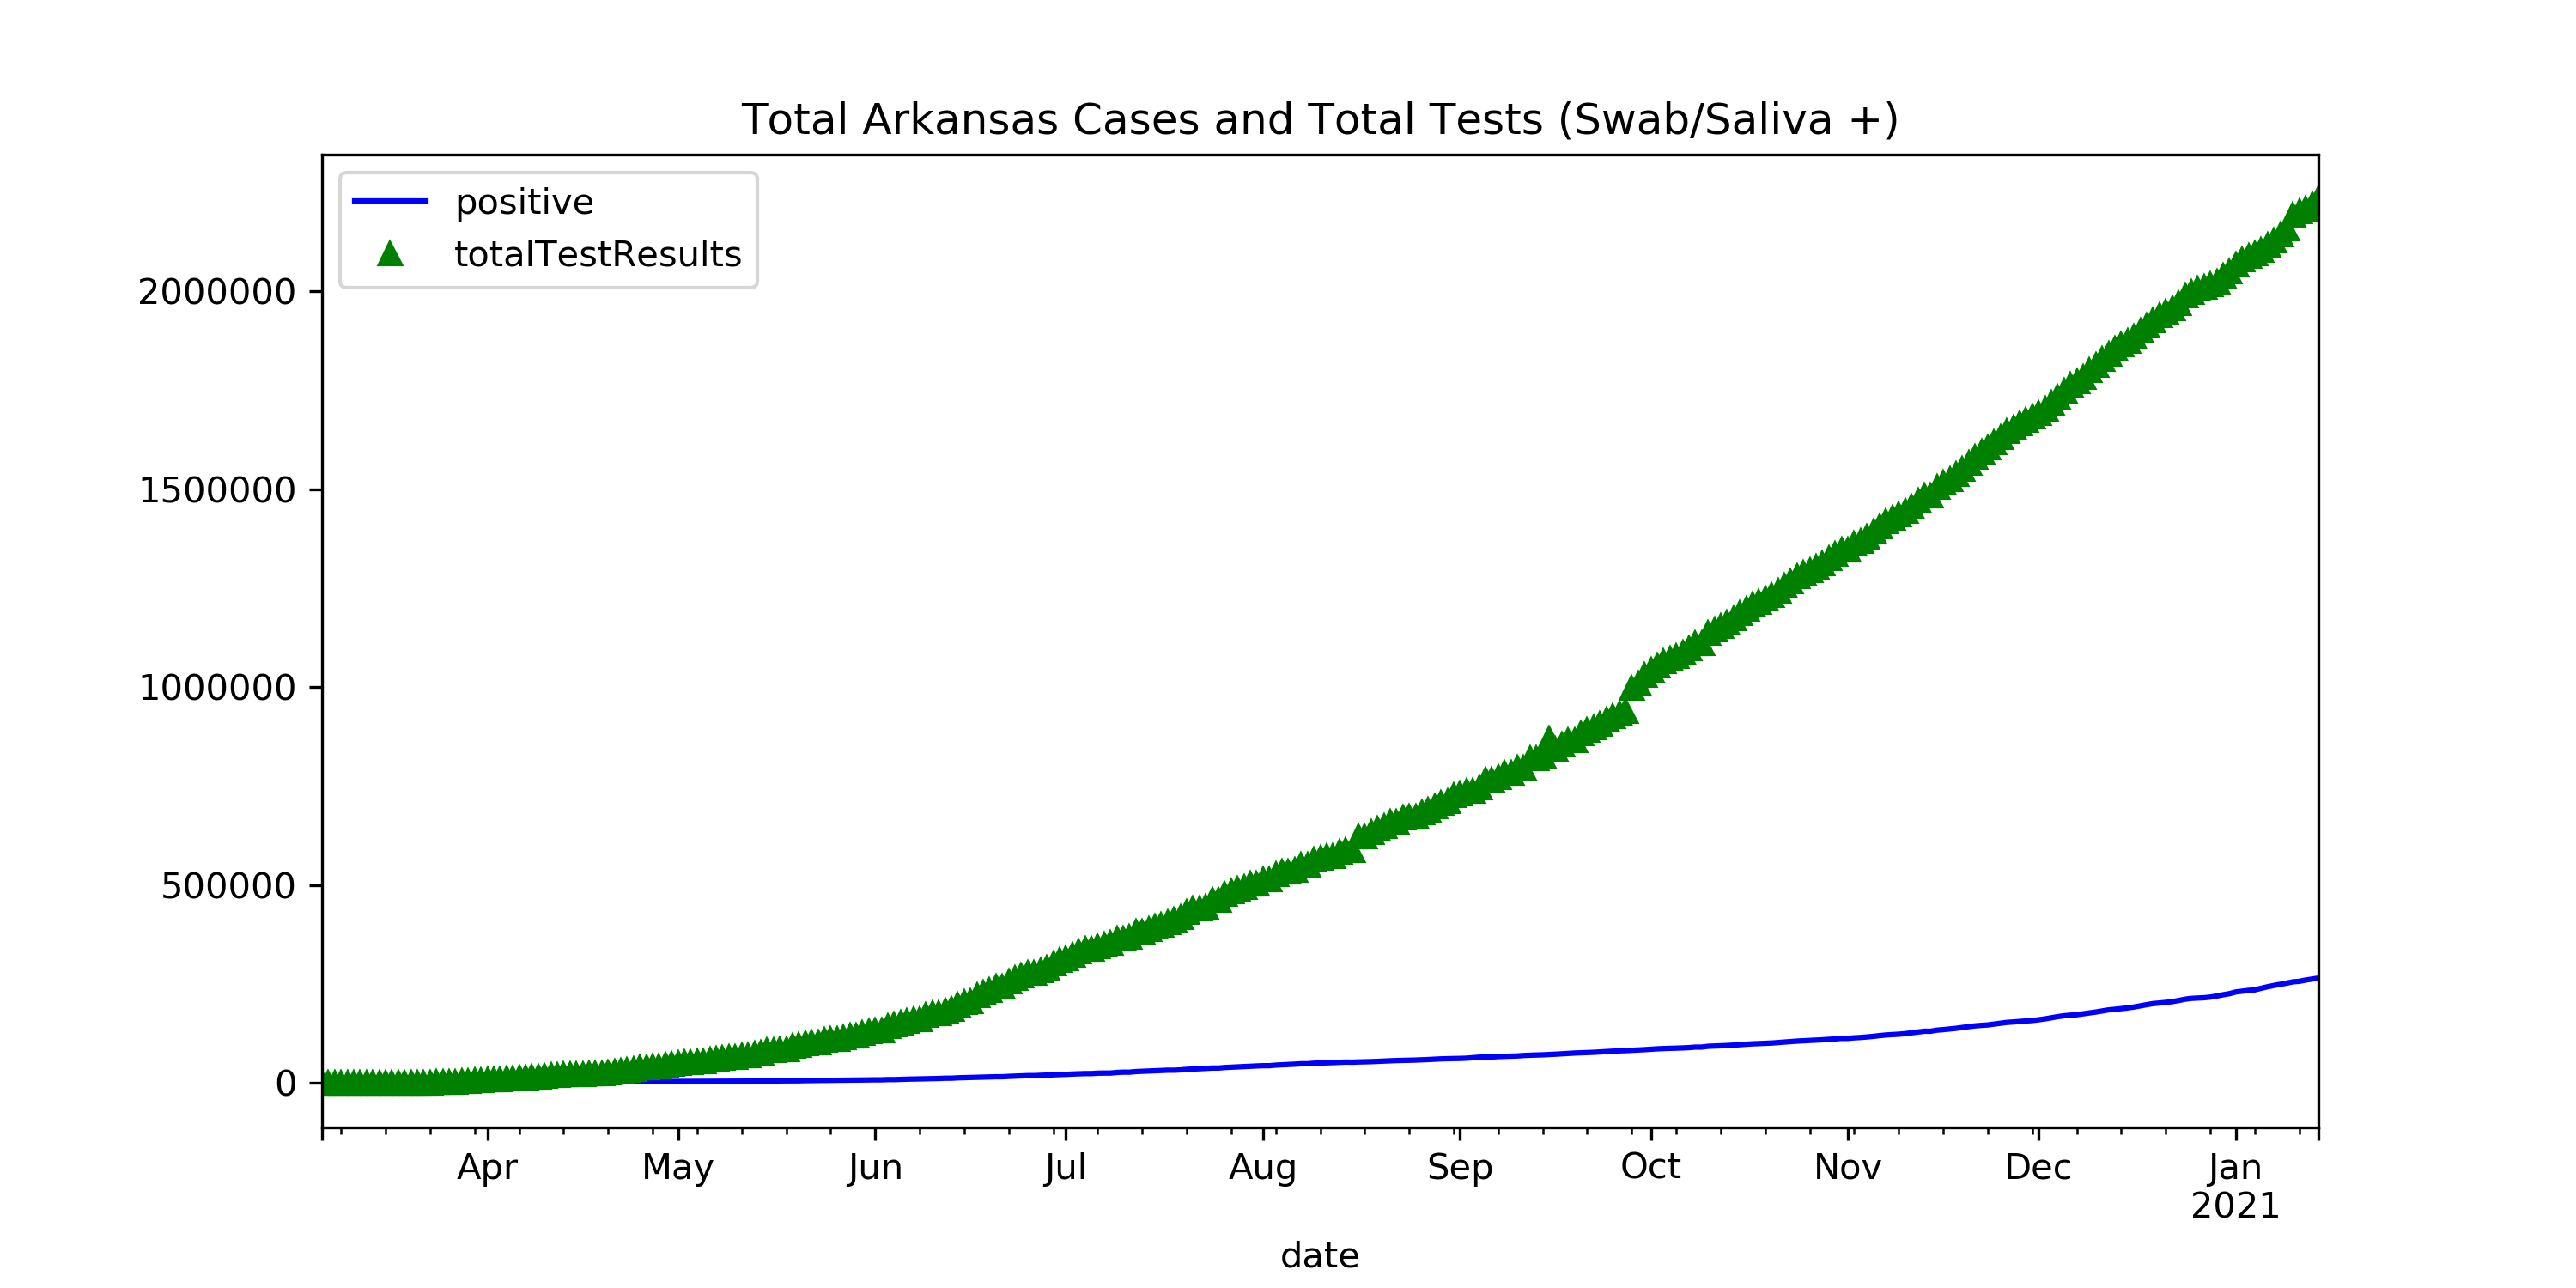 Total Arkansas Cases and Total Tests (Swab/Saliva +)
positive
totalTestResults
2000000
1500000
1000000
500000
0
Apr May Jun Jul Aug Sep Oct Nov Dec Jan
2021
date